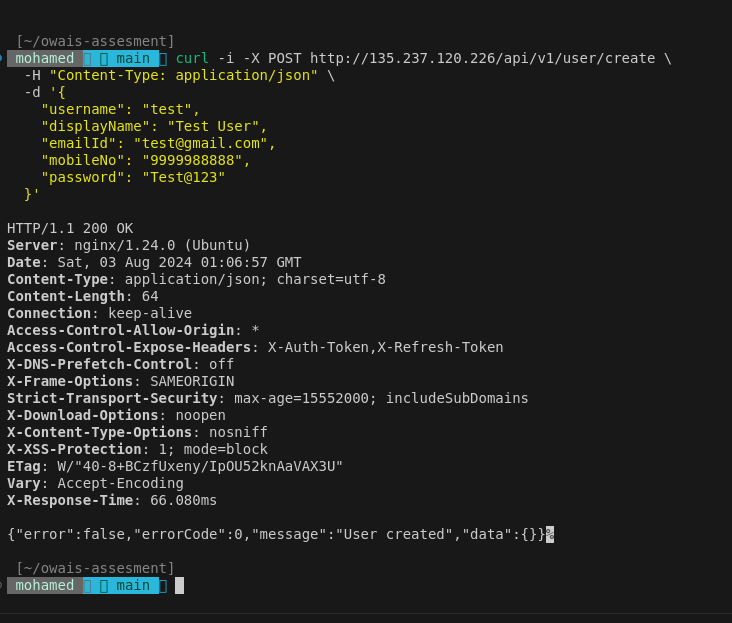 [~/owais-assesment]
mohamed main curl -i -X POST http://135.237.120.226/api/v1/user/create \
-H "Content-Type: application/json" \
-d '{
"username": "test",
"displayName": "Test User",
"emailId": "test@gmail.com",
"mobileNo": "9999988888",
"password": "Test@123"
}'
HTTP/1.1 200 OK
Server: nginx/1.24.0 (Ubuntu)
Date: Sat, 03 Aug 2024 01:06:57 GMT
Content-Type: application/json; charset=utf-8
Content-Length: 64
Connection: keep-alive
Access-Control-Allow-Origin: *
Access-Control-Expose-Headers: X-Auth-Token,X-Refresh-Token
X-DNS-Prefetch-Control: off
X-Frame-Options: SAMEORIGIN
Strict-Transport-Security: max-age=15552000; includeSubDomains
X-Download-Options: noopen
X-Content-Type-Options: nosniff
X-XSS-Protection: 1; mode=block
ETag: W/"40-8+BCzfUxeny/IpOU52knAaVAX3U"
Vary: Accept-Encoding
X-Response-Time: 66.080ms
{"error":false,"errorCode":0,"message":"User created","data":{}}%
[~/owais-assesment]
mohamed main